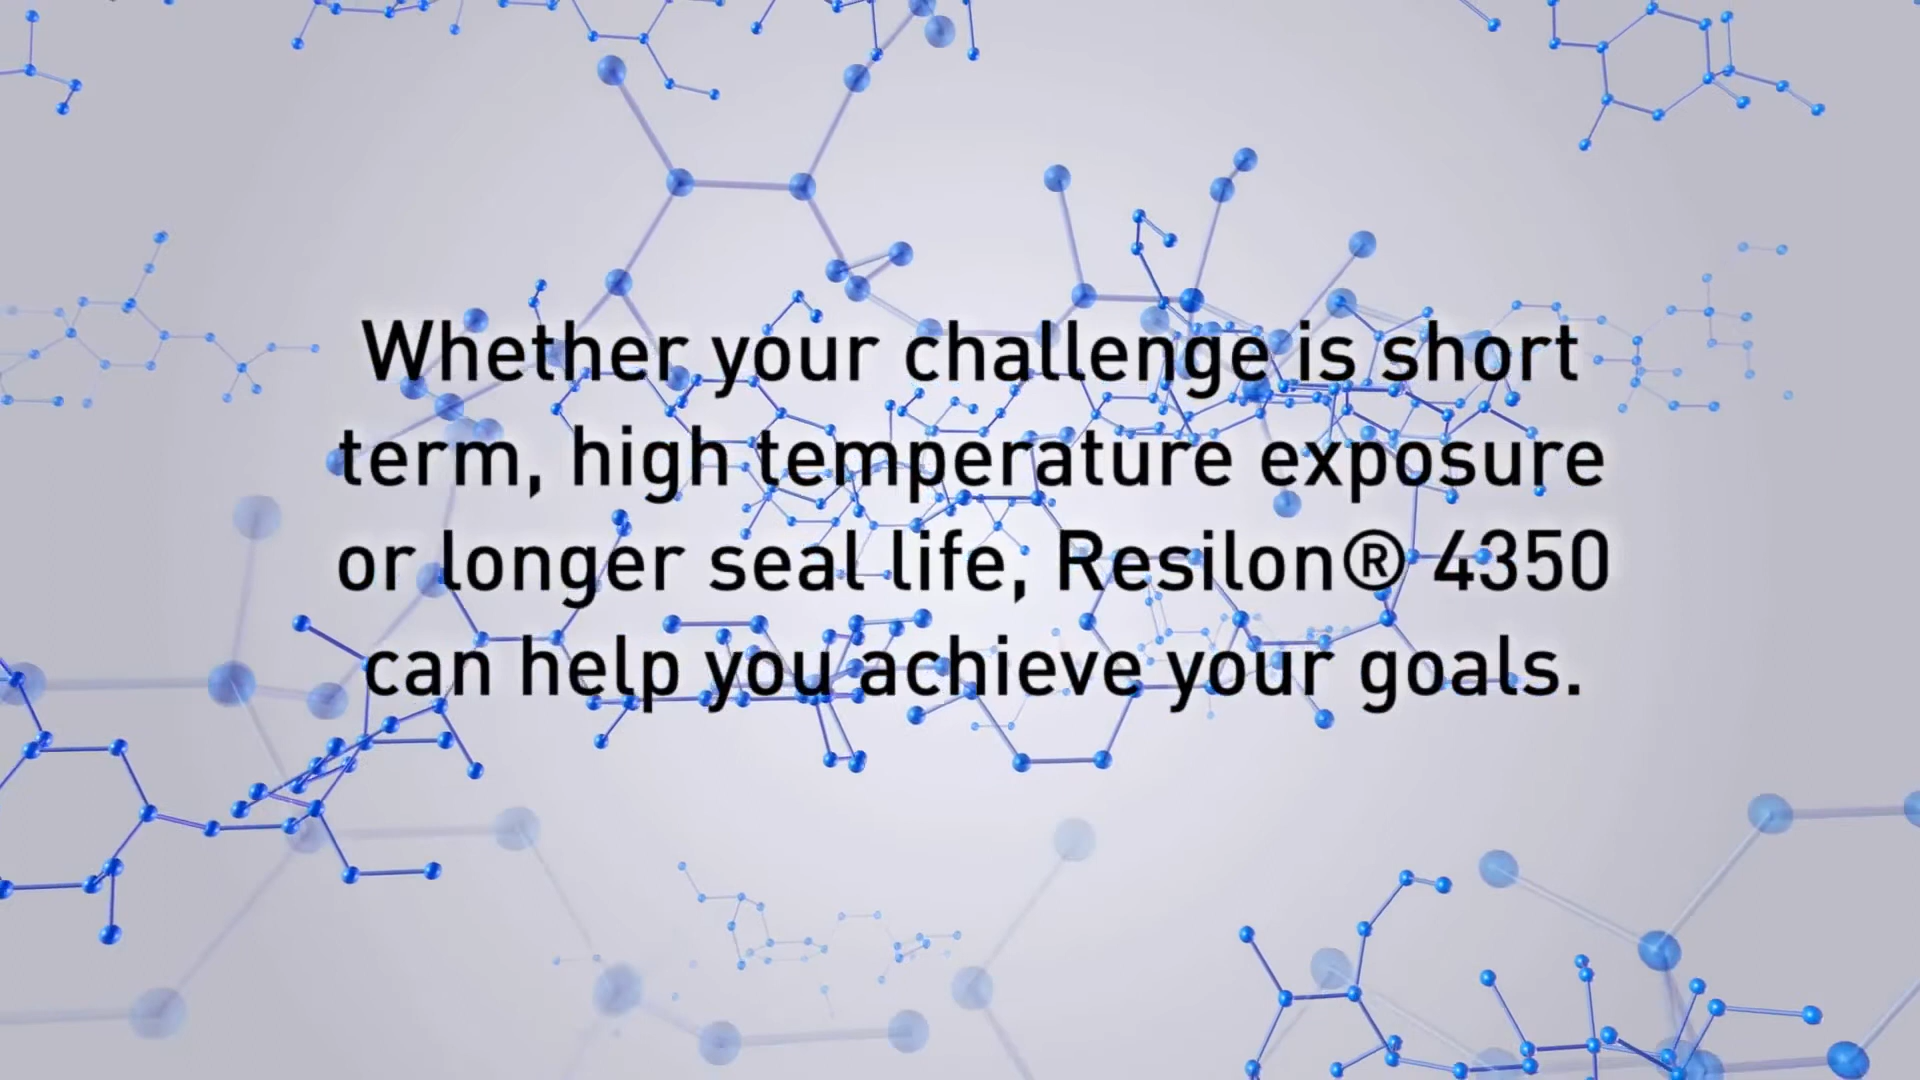 Whether your challenge is short
term, high temperature exposure
or longer seal life, Resilon® 4350
can help you achieve your goals.